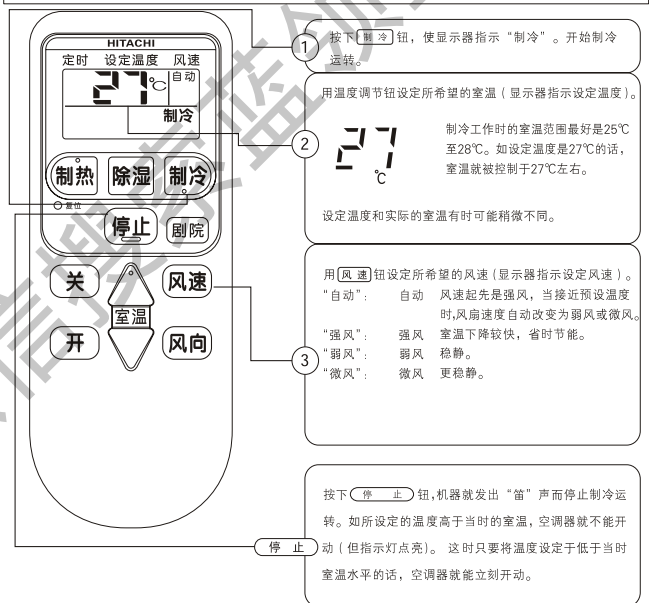 HITACHI
定时 设定温度 风速
27℃ 自动
制冷
制热 除湿 制冷
复位
停止 剧院
关 风速
室温
开 风向
停 止
1
按下 制 冷 钮，使显示器指示“制冷”。开始制冷
运转。
2
用温度调节钮设定所希望的室温（显示器指示设定温度）。
27
℃
制冷工作时的室温范围最好是25℃
至28℃。如设定温度是27℃的话，
室温就被控制于27℃左右。
设定温度和实际的室温有时可能稍微不同。
3
用 风 速 钮设定所希望的风速（显示器指示设定风速）。
“自动”： 自动 风速起先是强风，当接近预设温度
时,风扇速度自动改变为弱风或微风。
“强风”： 强风 室温下降较快，省时节能。
“弱风”： 弱风 稳静。
“微风”： 微风 更稳静。
按下 停 止 钮,机器就发出“笛”声而停止制冷运
转。如所设定的温度高于当时的室温，空调器就不能开
动（但指示灯点亮）。 这时只要将温度设定于低于当时
室温水平的话，空调器就能立刻开动。